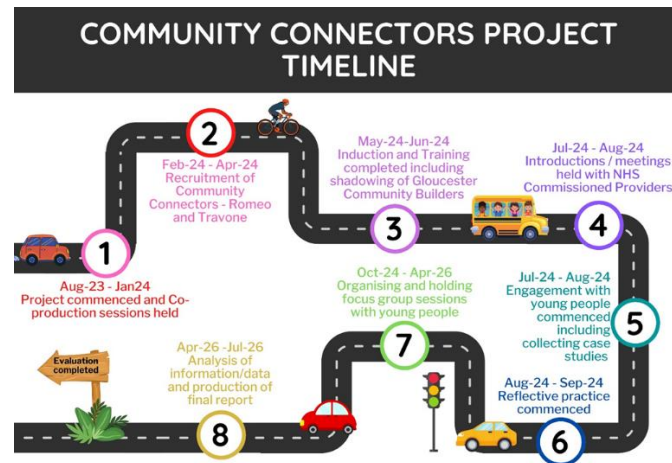 COMMUNITY CONNECTORS PROJECT
TIMELINE
1
Aug-23 - Jan24
Project commenced and Co-
production sessions held
2
Feb-24 - Apr-24
Recruitment of
Community
Connectors - Romeo
and Travone
3
May-24-Jun-24
Induction and Training
completed including
shadowing of Gloucester
Community Builders
4
Jul-24 - Aug-24
Introductions / meetings
held with NHS
Commissioned Providers
5
Jul-24 - Aug-24
Engagement with
young people
commenced
including
collecting case
studies
6
Aug-24 - Sep-24
Reflective practice
commenced
7
Oct-24 - Apr-26
Organising and holding
focus group sessions
with young people
8
Apr-26 -Jul-26
Analysis of
information/data
and production of
final report
Evaluation
completed